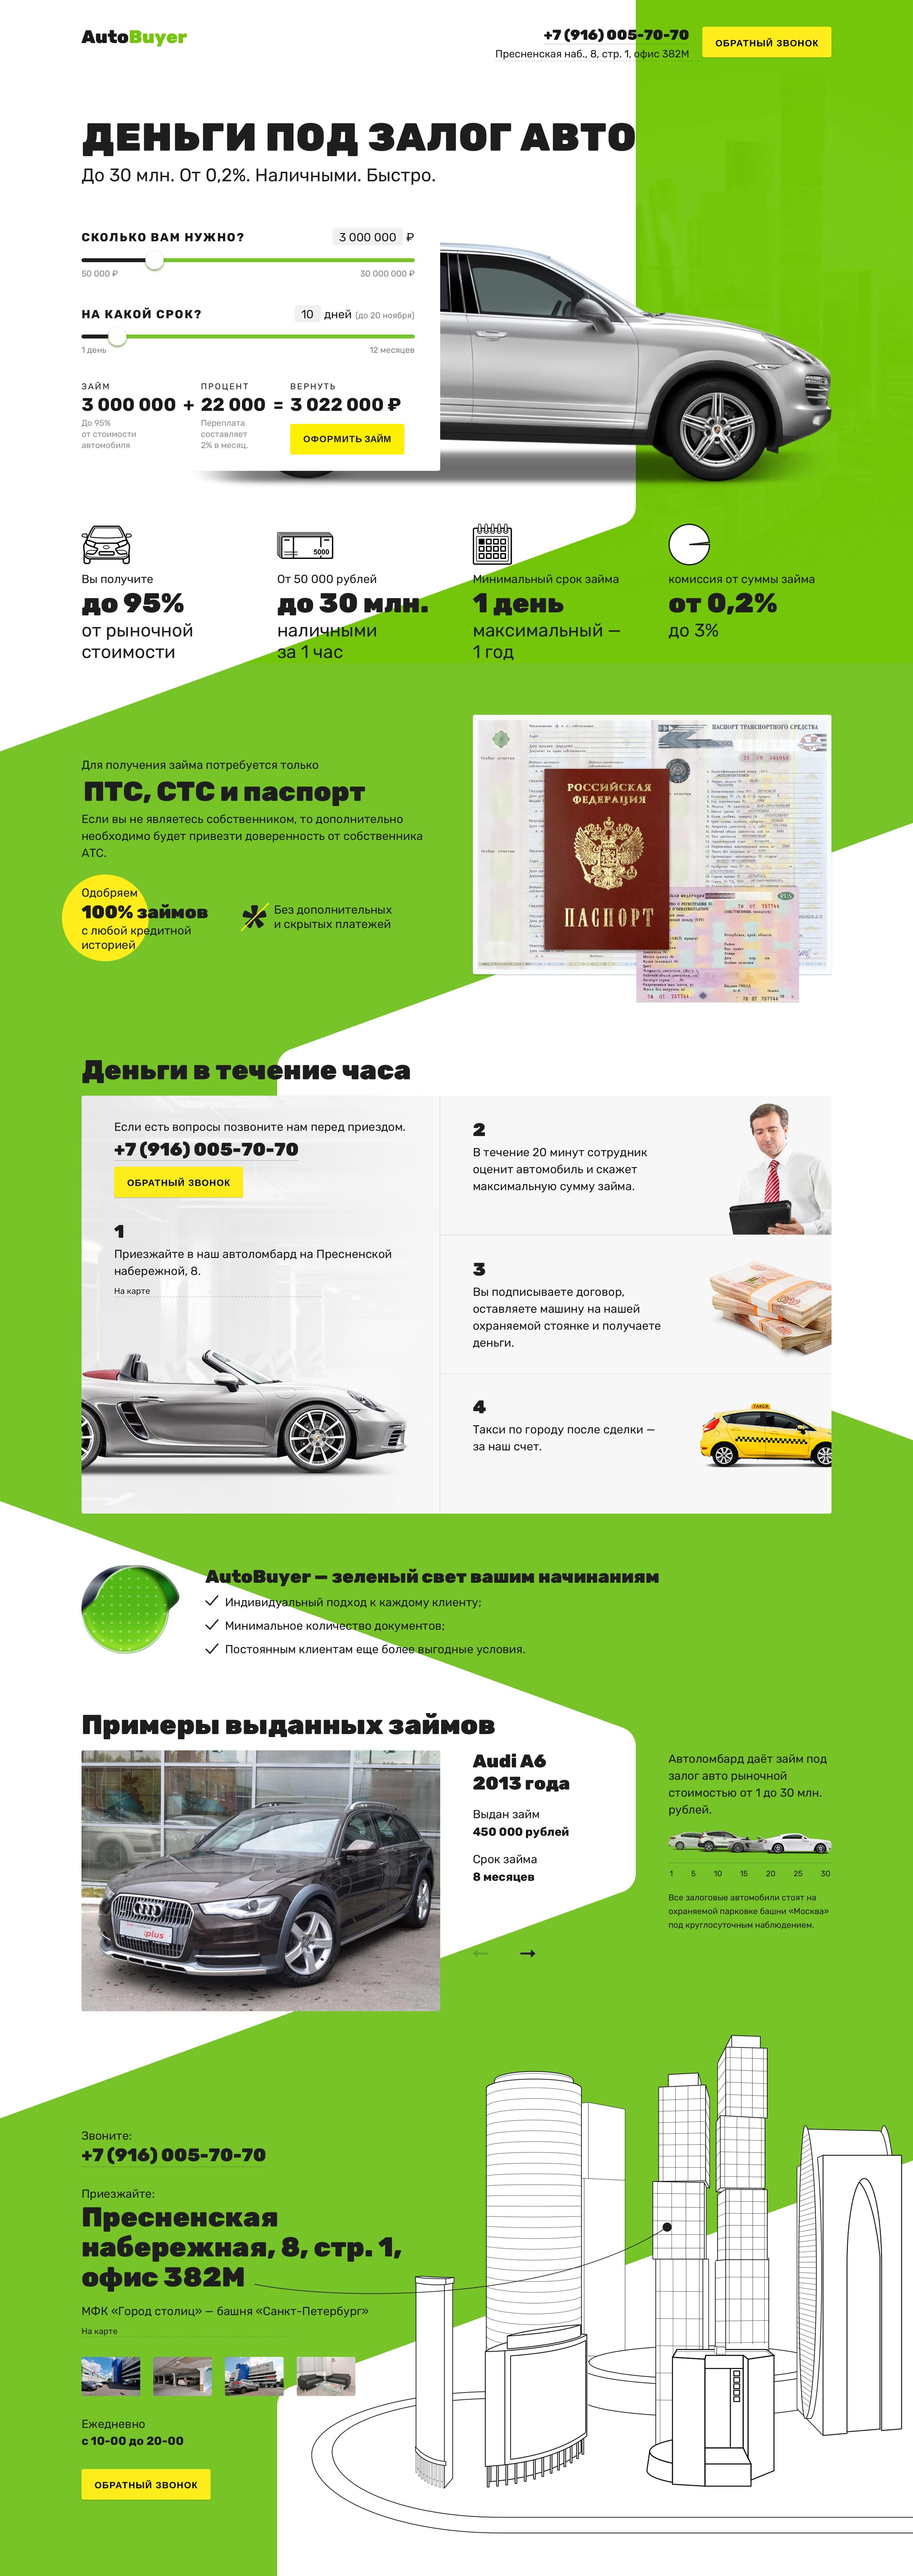 AutoBuyer
+7 (916) 005-70-70
Пресненская наб., 8, стр. 1, офис 382М
ОБРАТНЫЙ ЗВОНОК
ДЕНЬГИ ПОД ЗАЛОГ АВТО
До 30 млн. От 0,2%. Наличными. Быстро.
СКОЛЬКО ВАМ НУЖНО?
3 000 000 ₽
50 000 ₽
30 000 000 ₽
НА КАКОЙ СРОК?
10 дней (до 20 ноября)
1 день
12 месяцев
ЗАЙМ
3 000 000
До 95%
от стоимости
автомобиля
+
ПРОЦЕНТ
22 000
Переплата
составляет
2% в месяц.
=
ВЕРНУТЬ
3 022 000 ₽
ОФОРМИТЬ ЗАЙМ
Вы получите
до 95%
от рыночной
стоимости
5000
От 50 000 рублей
до 30 млн.
наличными
за 1 час
Минимальный срок займа
1 день
максимальный —
1 год
комиссия от суммы займа
от 0,2%
до 3%
Для получения займа потребуется только
ПТС, СТС и паспорт
Если вы не являетесь собственником, то дополнительно
необходимо будет привезти доверенность от собственника
АТС.
Одобряем
100% займов
с любой кредитной
историей
Без дополнительных
и скрытых платежей
ПАСПОРТ ТРАНСПОРТНОГО СРЕДСТВА
РОССИЙСКАЯ
ФЕДЕРАЦИЯ
ПАСПОРТ
Деньги в течение часа
Если есть вопросы позвоните нам перед приездом.
+7 (916) 005-70-70
ОБРАТНЫЙ ЗВОНОК
1
Приезжайте в наш автоломбард на Пресненской
набережной, 8.
На карте
2
В течение 20 минут сотрудник
оценит автомобиль и скажет
максимальную сумму займа.
3
Вы подписываете договор,
оставляете машину на нашей
охраняемой стоянке и получаете
деньги.
4
Такси по городу после сделки —
за наш счет.
ТАКСИ
AutoBuyer — зеленый свет вашим начинаниям
Индивидуальный подход к каждому клиенту;
Минимальное количество документов;
Постоянным клиентам еще более выгодные условия.
Примеры выданных займов
:plus
Audi A6
2013 года
Выдан займ
450 000 рублей
Срок займа
8 месяцев
Автоломбард даёт займ под
залог авто рыночной
стоимостью от 1 до 30 млн.
рублей.
1 5 10 15 20 25 30
Все залоговые автомобили стоят на
охраняемой парковке башни «Москва»
под круглосуточным наблюдением.
Звоните:
+7 (916) 005-70-70
Приезжайте:
Пресненская
набережная, 8, стр. 1,
офис 382М
МФК «Город столиц» — башня «Санкт-Петербург»
На карте
Ежедневно
с 10-00 до 20-00
ОБРАТНЫЙ ЗВОНОК